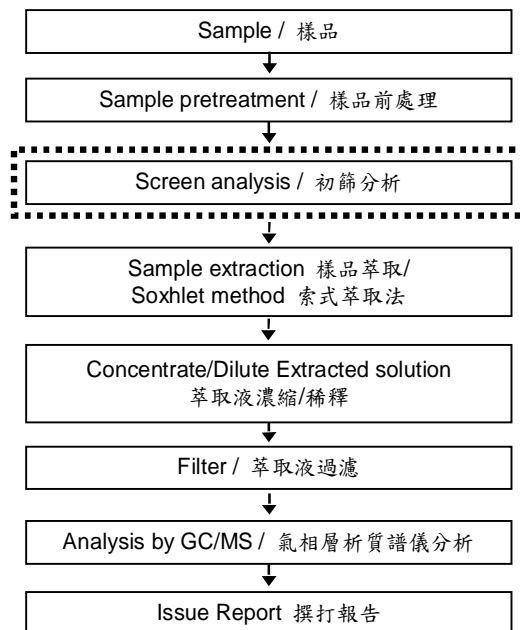 Sample / 樣品
Sample pretreatment / 樣品前處理
Screen analysis / 初篩分析
Sample extraction 樣品萃取/
Soxhlet method 索式萃取法
Concentrate/Dilute Extracted solution
萃取液濃縮/稀釋
Filter / 萃取液過濾
Analysis by GC/MS / 氣相層析質譜儀分析
Issue Report 撰打報告